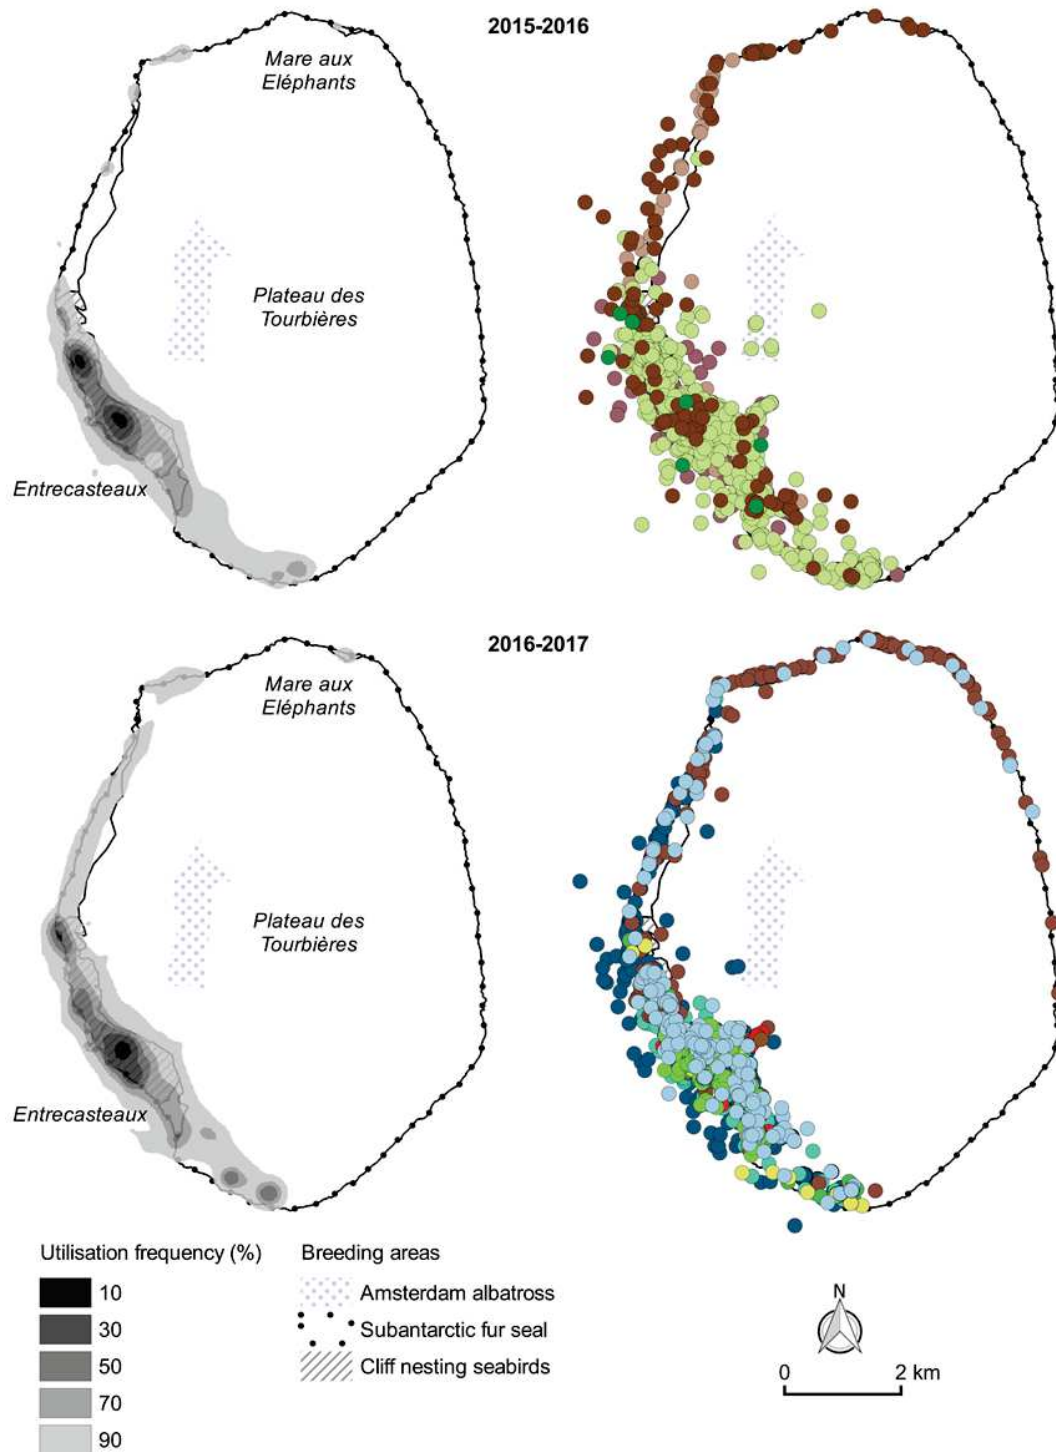 2015-2016
Mare aux
Eléphants
Plateau des
Tourbières
Entrecasteaux
2016-2017
Mare aux
Eléphants
Plateau des
Tourbières
Entrecasteaux
Utilisation frequency (%)
10
30
50
70
90
Breeding areas
Amsterdam albatross
Subantarctic fur seal
Cliff nesting seabirds
N
0 2 km